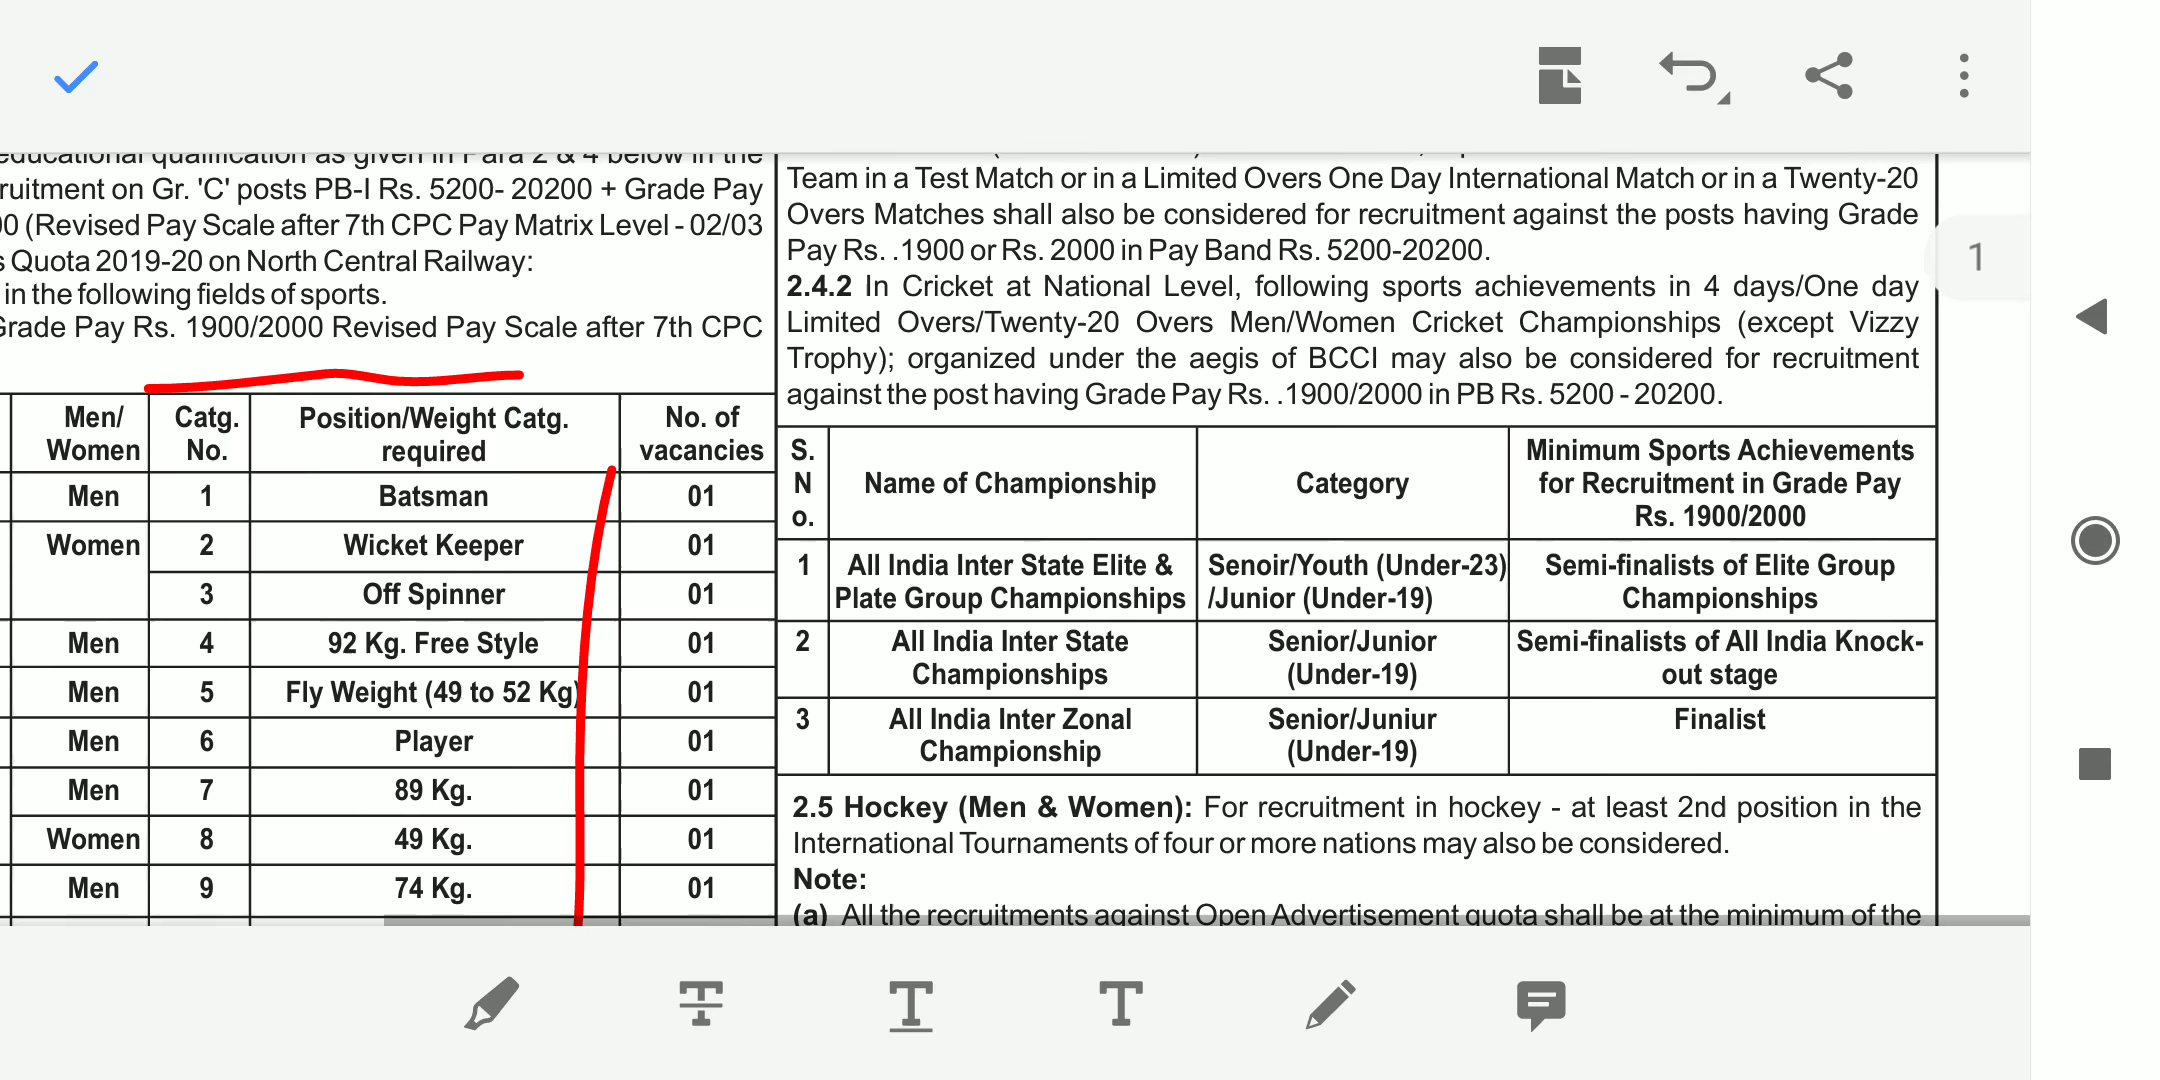 educational qualification as given in Para 2 & 4 below in the
ruitment on Gr. 'C' posts PB-I Rs. 5200- 20200 + Grade Pay
00 (Revised Pay Scale after 7th CPC Pay Matrix Level - 02/03
s Quota 2019-20 on North Central Railway:
in the following fields of sports.
Grade Pay Rs. 1900/2000 Revised Pay Scale after 7th CPC
Men/ Women Catg. No. Position/Weight Catg. required No. of vacancies
Men 1 Batsman 01
Women 2 Wicket Keeper 01
3 Off Spinner 01
Men 4 92 Kg. Free Style 01
Men 5 Fly Weight (49 to 52 Kg) 01
Men 6 Player 01
Men 7 89 Kg. 01
Women 8 49 Kg. 01
Men 9 74 Kg. 01
Team in a Test Match or in a Limited Overs One Day International Match or in a Twenty-20
Overs Matches shall also be considered for recruitment against the posts having Grade
Pay Rs. .1900 or Rs. 2000 in Pay Band Rs. 5200-20200.
2.4.2 In Cricket at National Level, following sports achievements in 4 days/One day
Limited Overs/Twenty-20 Overs Men/Women Cricket Championships (except Vizzy
Trophy); organized under the aegis of BCCI may also be considered for recruitment
against the post having Grade Pay Rs. .1900/2000 in PB Rs. 5200 - 20200.
S. N o. Name of Championship Category Minimum Sports Achievements for Recruitment in Grade Pay Rs. 1900/2000
1 All India Inter State Elite & Senoir/Youth (Under-23) Semi-finalists of Elite Group
Plate Group Championships /Junior (Under-19) Championships
2 All India Inter State Senior/Junior Semi-finalists of All India Knock-
Championships (Under-19) out stage
3 All India Inter Zonal Senior/Juniur Finalist
Championship (Under-19)
2.5 Hockey (Men & Women): For recruitment in hockey - at least 2nd position in the
International Tournaments of four or more nations may also be considered.
Note:
(a) All the recruitments against Open Advertisement quota shall be at the minimum of the
1